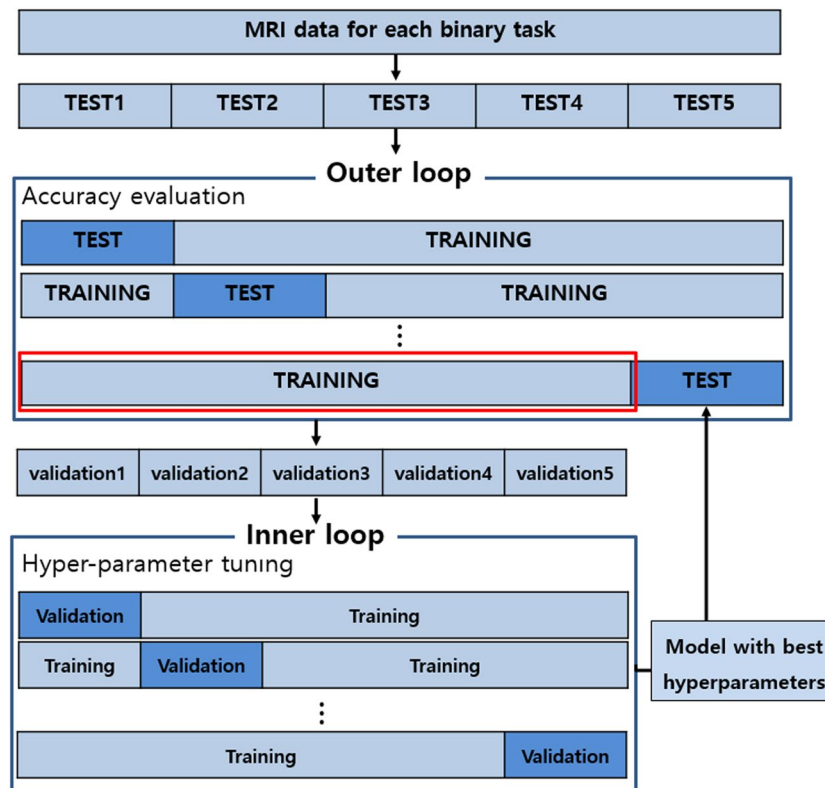 MRI data for each binary task
TEST1 TEST2 TEST3 TEST4 TEST5
Outer loop
Accuracy evaluation
TEST TRAINING
TRAINING TEST TRAINING
TRAINING TEST
validation1 validation2 validation3 validation4 validation5
Inner loop
Hyper-parameter tuning
Validation Training
Training Validation Training
Training Validation
Model with best
hyperparameters